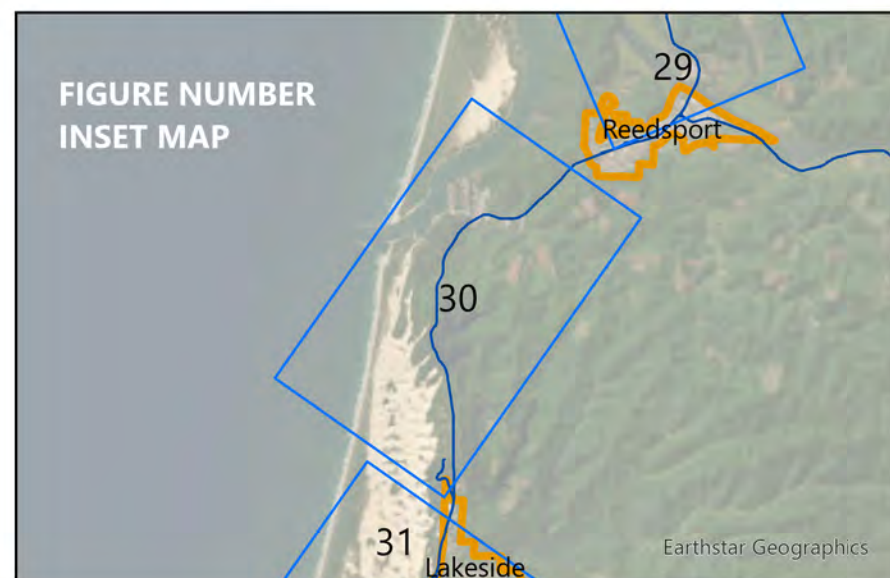 FIGURE NUMBER
INSET MAP
29
Reedsport
30
31
Lakeside
Earthstar Geographics